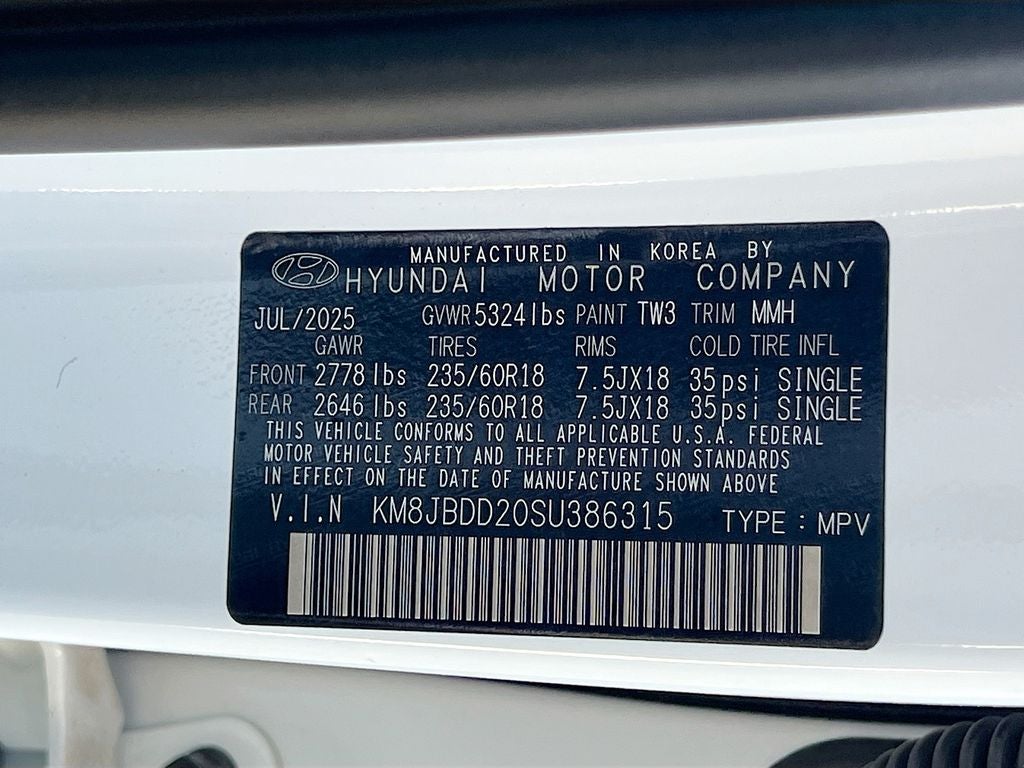 MANUFACTURED IN KOREA BY
HYUNDAI MOTOR COMPANY
JUL/2025 GVWR 5324lbs PAINT TW3 TRIM MMH
GAWR TIRES RIMS COLD TIRE INFL
FRONT 2778 lbs 235/60R18 7.5JX18 35psi SINGLE
REAR 2646 lbs 235/60R18 7.5JX18 35psi SINGLE
THIS VEHICLE CONFORMS TO ALL APPLICABLE U.S.A. FEDERAL
MOTOR VEHICLE SAFETY AND THEFT PREVENTION STANDARDS
IN EFFECT ON THE DATE OF MANUFACTURE SHOWN ABOVE
V.I.N KM8JBDD20SU386315 TYPE : MPV